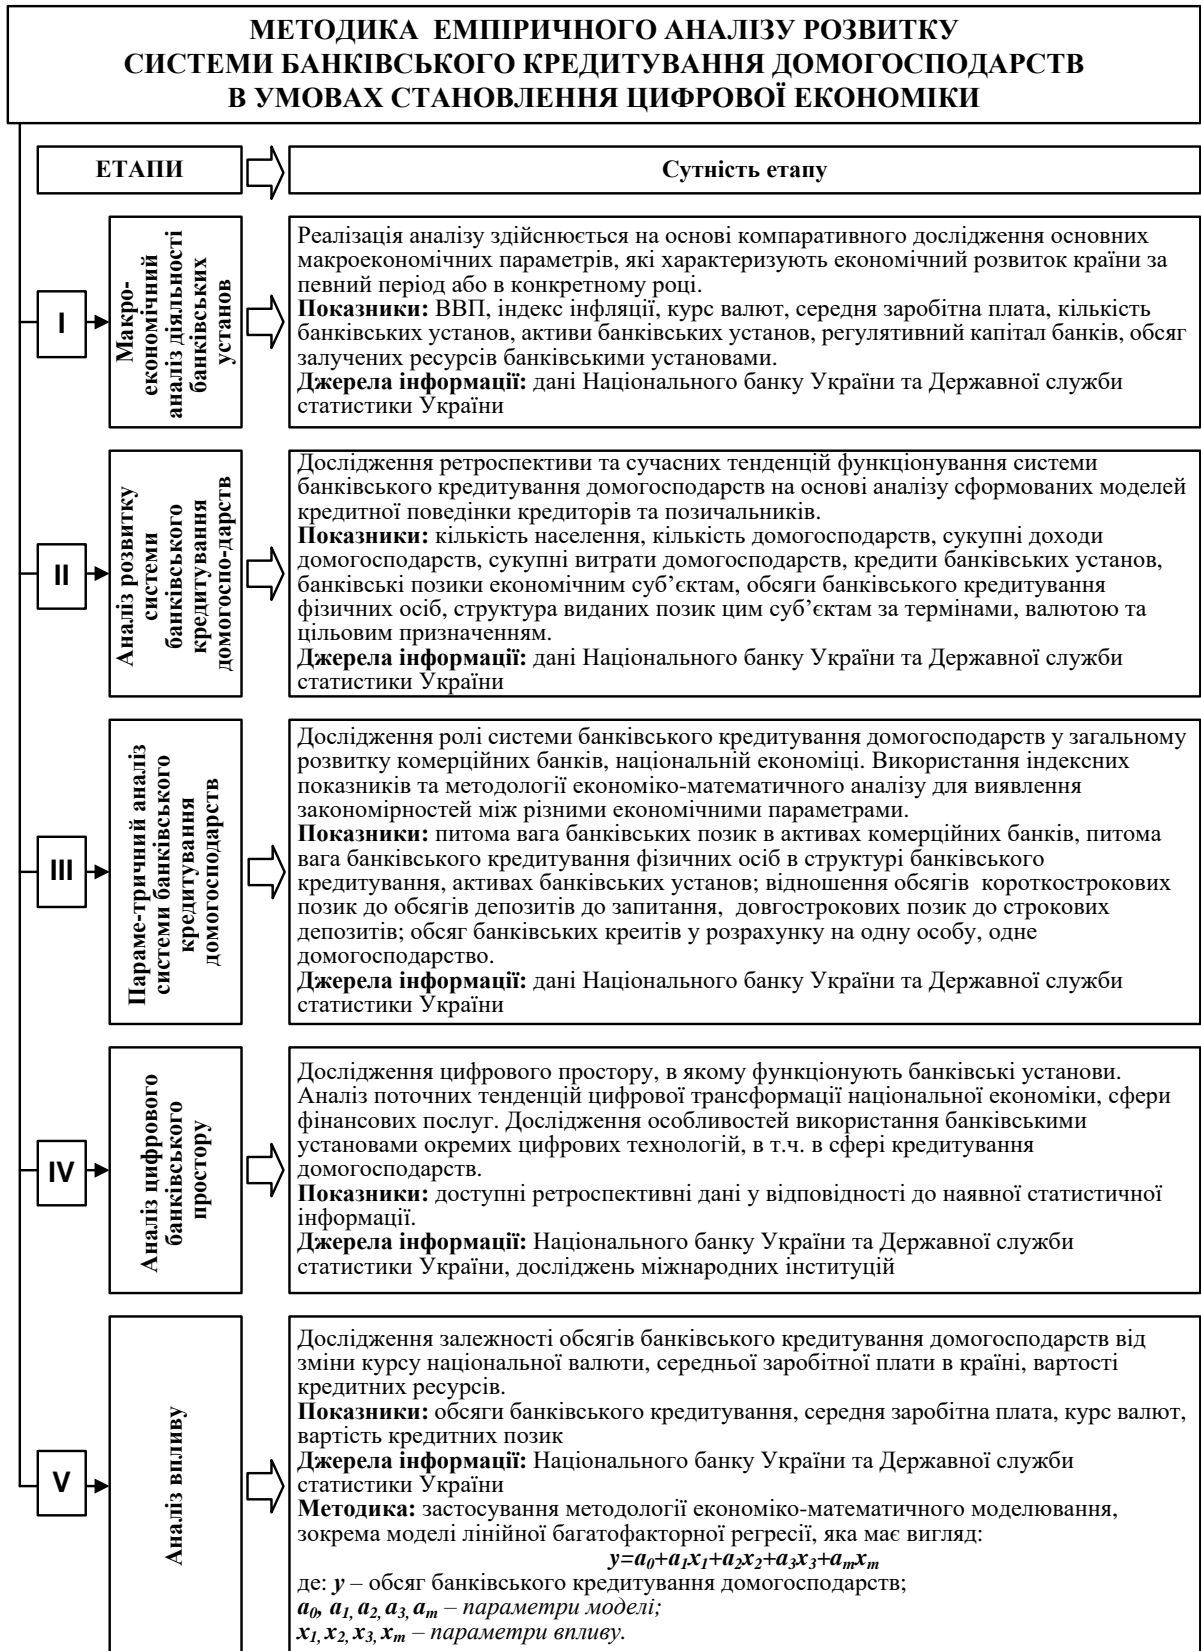 МЕТОДИКА ЕМПІРИЧНОГО АНАЛІЗУ РОЗВИТКУ
СИСТЕМИ БАНКІВСЬКОГО КРЕДИТУВАННЯ ДОМОГОСПОДАРСТВ
В УМОВАХ СТАНОВЛЕННЯ ЦИФРОВОЇ ЕКОНОМІКИ
ЕТАПИ
Сутність етапу
I
Макро-
економічний
аналіз діяльності
банківських
установ
Реалізація аналізу здійснюється на основі компаративного дослідження основних
макроекономічних параметрів, які характеризують економічний розвиток країни за
певний період або в конкретному році.
Показники: ВВП, індекс інфляції, курс валют, середня заробітна плата, кількість
банківських установ, активи банківських установ, регулятивний капітал банків, обсяг
залучених ресурсів банківськими установами.
Джерела інформації: дані Національного банку України та Державної служби
статистики України
II
Аналіз розвитку
системи
банківського
кредитування
домогоспо-дарств
Дослідження ретроспективи та сучасних тенденцій функціонування системи
банківського кредитування домогосподарств на основі аналізу сформованих моделей
кредитної поведінки кредиторів та позичальників.
Показники: кількість населення, кількість домогосподарств, сукупні доходи
домогосподарств, сукупні витрати домогосподарств, кредити банківських установ,
банківські позики економічним суб’єктам, обсяги банківського кредитування
фізичних осіб, структура виданих позик цим суб’єктам за термінами, валютою та
цільовим призначенням.
Джерела інформації: дані Національного банку України та Державної служби
статистики України
III
Параме-тричний аналіз
системи банківського
кредитування
домогосподарств
Дослідження ролі системи банківського кредитування домогосподарств у загальному
розвитку комерційних банків, національній економіці. Використання індексних
показників та методології економіко-математичного аналізу для виявлення
закономірностей між різними економічними параметрами.
Показники: питома вага банківських позик в активах комерційних банків, питома
вага банківського кредитування фізичних осіб в структурі банківського
кредитування, активах банківських установ; відношення обсягів короткострокових
позик до обсягів депозитів до запитання, довгострокових позик до строкових
депозитів; обсяг банківських креитів у розрахунку на одну особу, одне
домогосподарство.
Джерела інформації: дані Національного банку України та Державної служби
статистики України
IV
Аналіз цифрового
банківського
простору
Дослідження цифрового простору, в якому функціонують банківські установи.
Аналіз поточних тенденцій цифрової трансформації національної економіки, сфери
фінансових послуг. Дослідження особливостей використання банківськими
установами окремих цифрових технологій, в т.ч. в сфері кредитування
домогосподарств.
Показники: доступні ретроспективні дані у відповідності до наявної статистичної
інформації.
Джерела інформації: Національного банку України та Державної служби
статистики України, досліджень міжнародних інституцій
V
Аналіз впливу
Дослідження залежності обсягів банківського кредитування домогосподарств від
зміни курсу національної валюти, середньої заробітної плати в країні, вартості
кредитних ресурсів.
Показники: обсяги банківського кредитування, середня заробітна плата, курс валют,
вартість кредитних позик
Джерела інформації: Національного банку України та Державної служби
статистики України
Методика: застосування методології економіко-математичного моделювання,
зокрема моделі лінійної багатофакторної регресії, яка має вигляд:
y=a₀+a₁x₁+a₂x₂+a₃x₃+aₘxₘ
де: y – обсяг банківського кредитування домогосподарств;
a₀, a₁, a₂, a₃, aₘ – параметри моделі;
x₁, x₂, x₃, xₘ – параметри впливу.